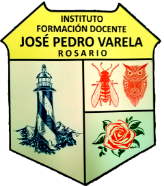 INSTITUTO
FORMACIÓN DOCENTE
JOSÉ PEDRO VARELA
ROSARIO